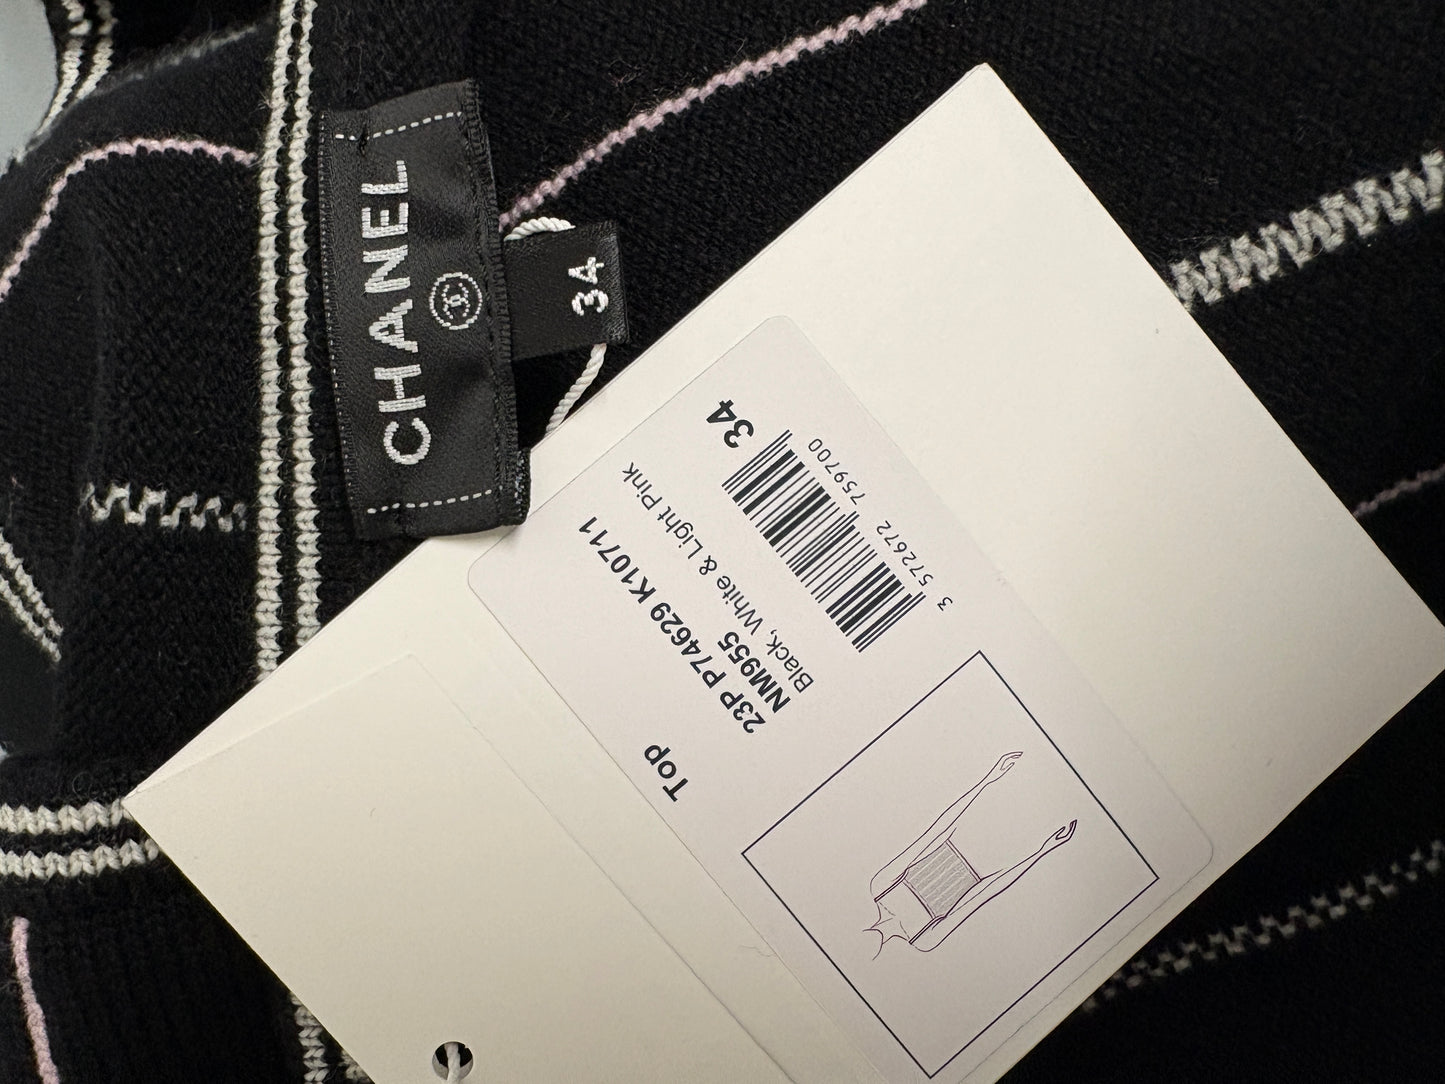 CHANEL
34
Top
23P P74629 K10711
NM955
Black, White & Light Pink
34
3 572672 759700